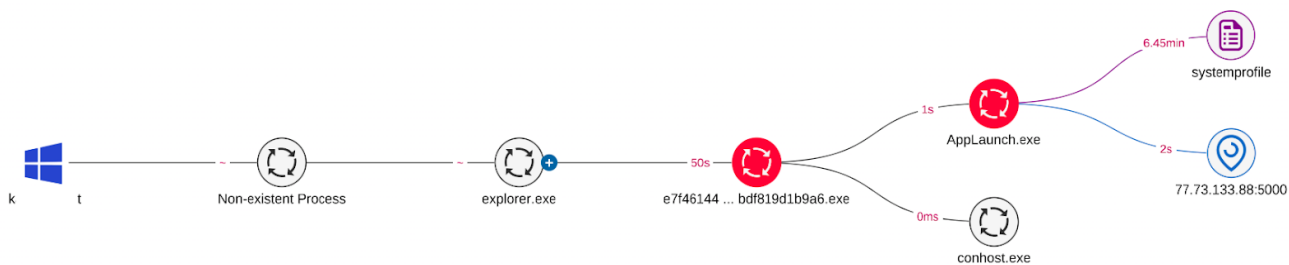 6.45min
systemprofile
1s
AppLaunch.exe
2s
77.73.133.88:5000
~
~
50s
k t
Non-existent Process
explorer.exe
e7f46144 ... bdf819d1b9a6.exe
0ms
conhost.exe